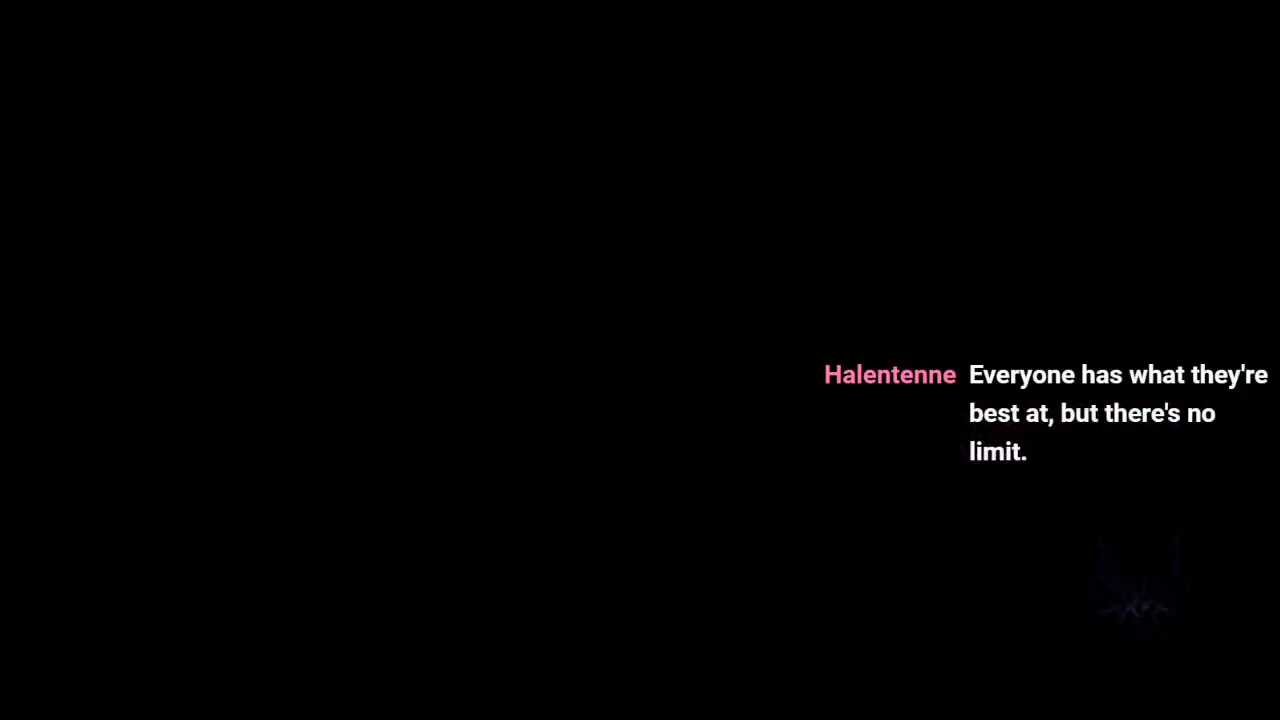 Halentenne Everyone has what they're
best at, but there's no
limit.